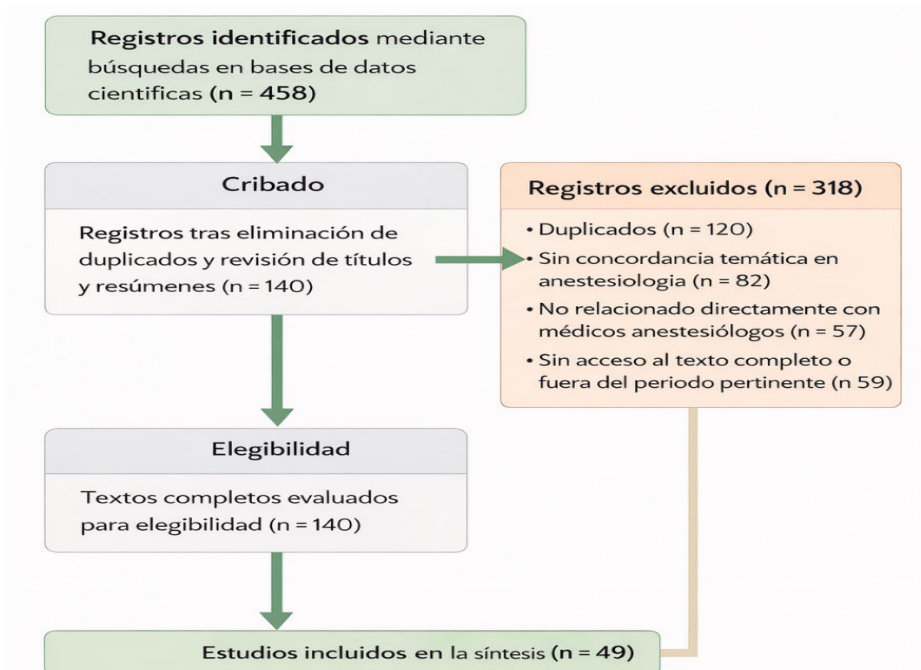 Registros identificados mediante
búsquedas en bases de datos
cientificas (n = 458)
Cribado
Registros tras eliminación de
duplicados y revisión de títulos
y resúmenes (n = 140)
Registros excluidos (n = 318)
• Duplicados (n = 120)
• Sin concordancia temática en
anestesiologia (n = 82)
• No relacionado directamente con
médicos anestesiólogos (n = 57)
• Sin acceso al texto completo o
fuera del periodo pertinente (n 59)
Elegibilidad
Textos completos evaluados
para elegibilidad (n = 140)
Estudios incluidos en la síntesis (n = 49)